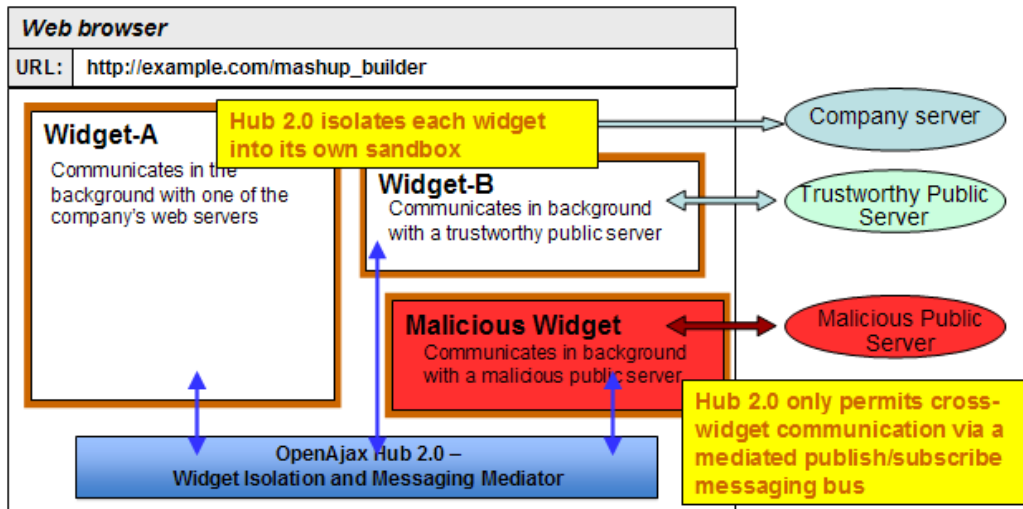 Web browser
URL: http://example.com/mashup_builder
Widget-A
Communicates in the
background with one of the
company's web servers
Hub 2.0 isolates each widget
into its own sandbox
Company server
Widget-B
Communicates in background
with a trustworthy public server
Trustworthy Public
Server
Malicious Widget
Communicates in background
with a malicious public server
Malicious Public
Server
Hub 2.0 only permits cross-
widget communication via a
mediated publish/subscribe
messaging bus
OpenAjax Hub 2.0 –
Widget Isolation and Messaging Mediator